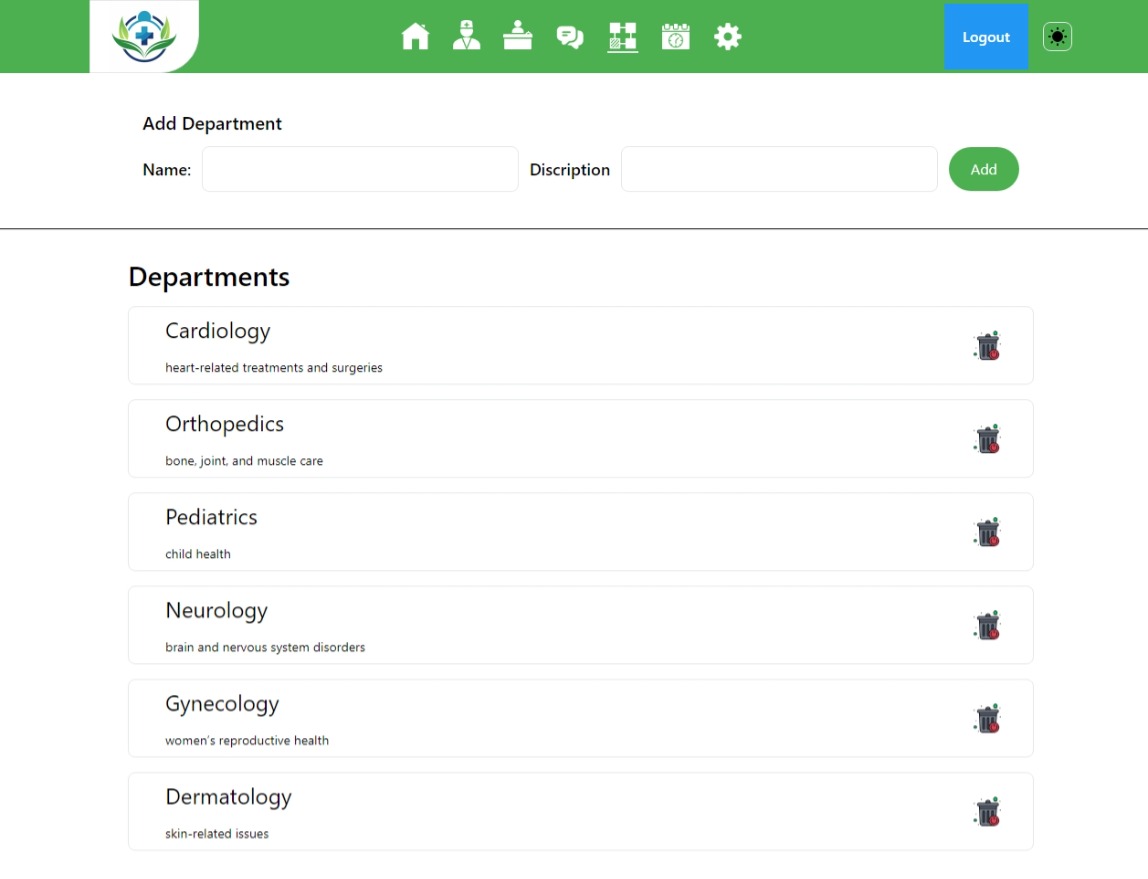 Logout
Add Department
Name: Discription Add
Departments
Cardiology
heart-related treatments and surgeries
Orthopedics
bone, joint, and muscle care
Pediatrics
child health
Neurology
brain and nervous system disorders
Gynecology
women's reproductive health
Dermatology
skin-related issues